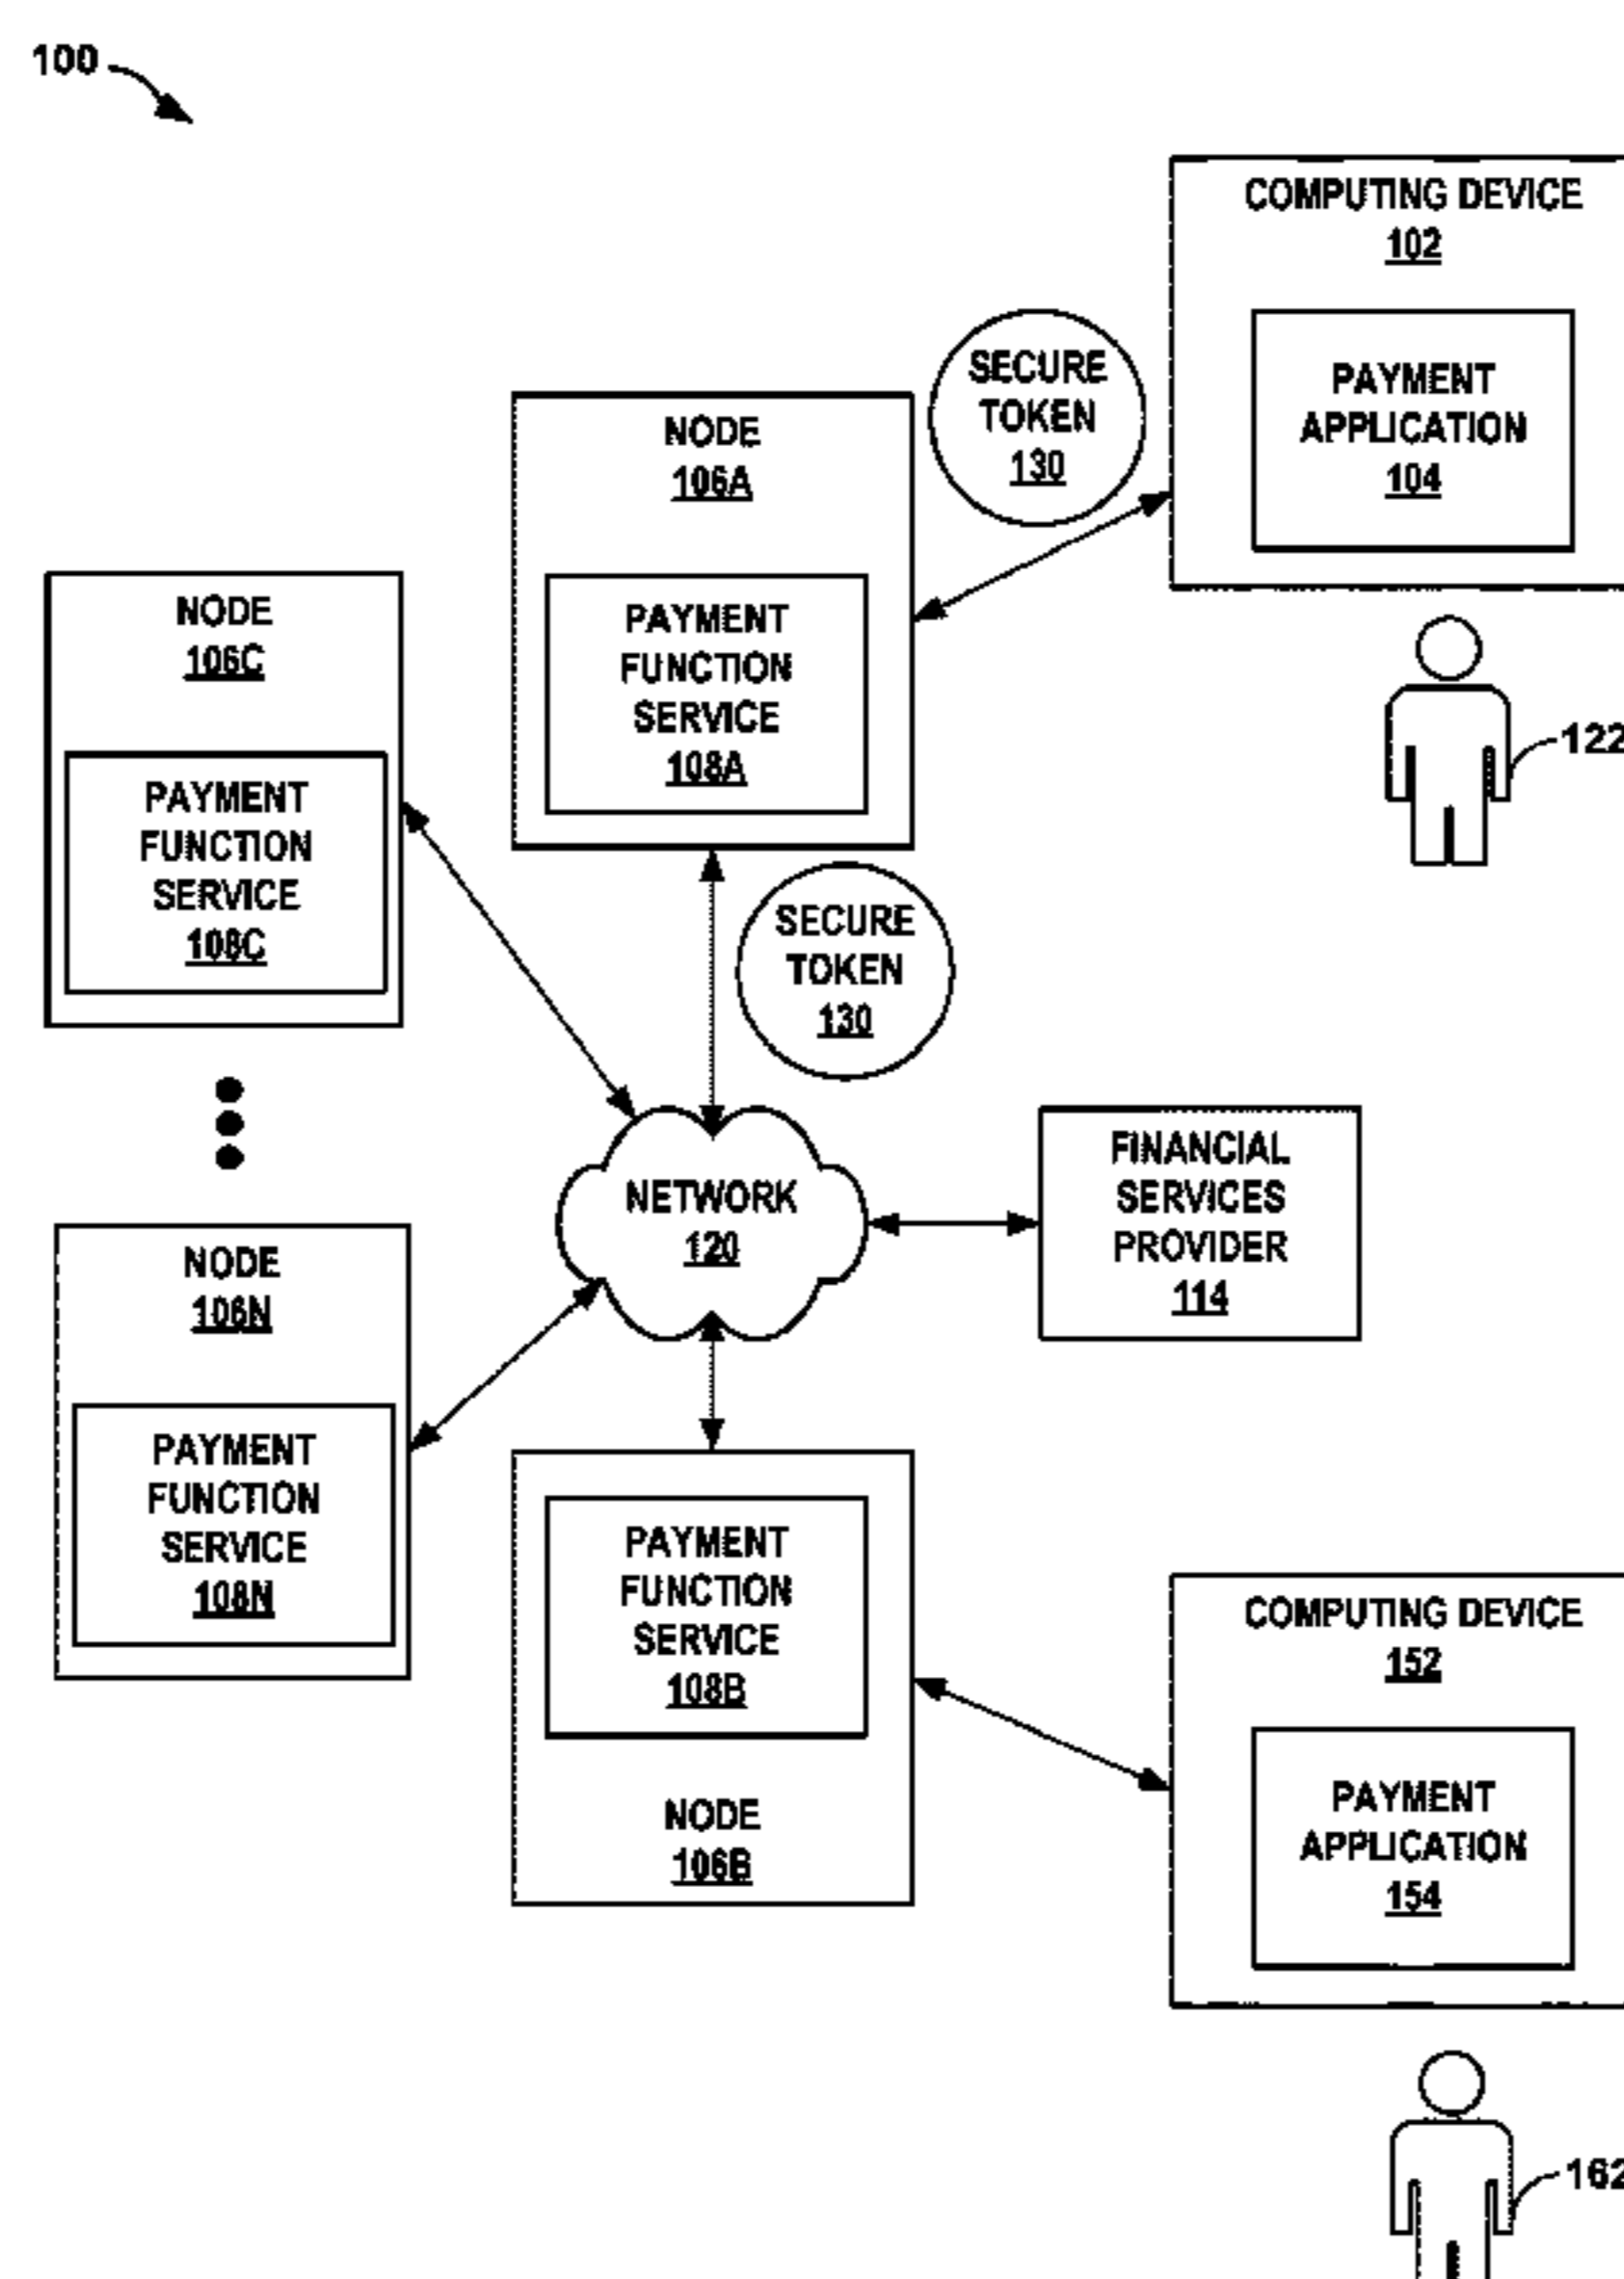 100
COMPUTING DEVICE
102
PAYMENT
APPLICATION
104
SECURE
TOKEN
130
NODE
106A
PAYMENT
FUNCTION
SERVICE
108A
122
NODE
106C
PAYMENT
FUNCTION
SERVICE
108C
SECURE
TOKEN
130
NETWORK
120
FINANCIAL
SERVICES
PROVIDER
114
NODE
106N
PAYMENT
FUNCTION
SERVICE
108N
PAYMENT
FUNCTION
SERVICE
108B
NODE
106B
COMPUTING DEVICE
152
PAYMENT
APPLICATION
154
162